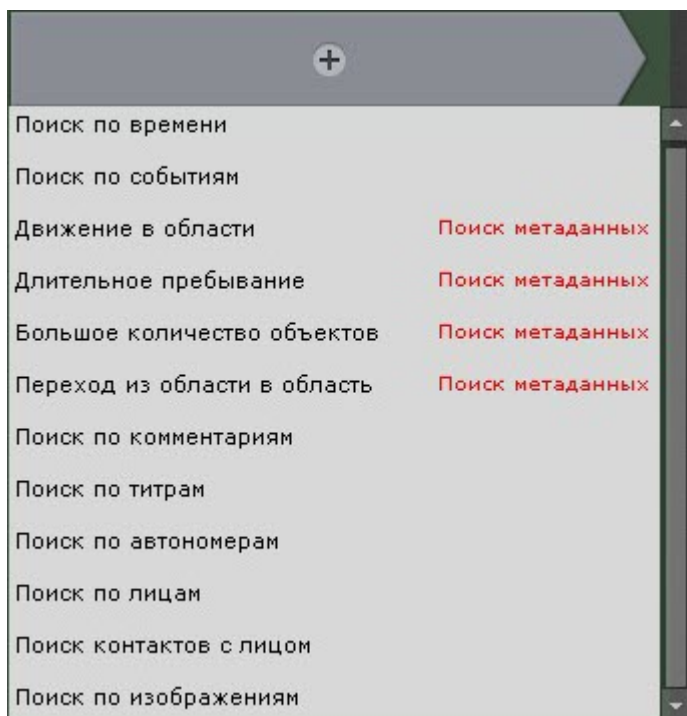 Поиск по времени
Поиск по событиям
Движение в области Поиск метаданных
Длительное пребывание Поиск метаданных
Большое количество объектов Поиск метаданных
Переход из области в область Поиск метаданных
Поиск по комментариям
Поиск по титрам
Поиск по автономерам
Поиск по лицам
Поиск контактов с лицом
Поиск по изображениям